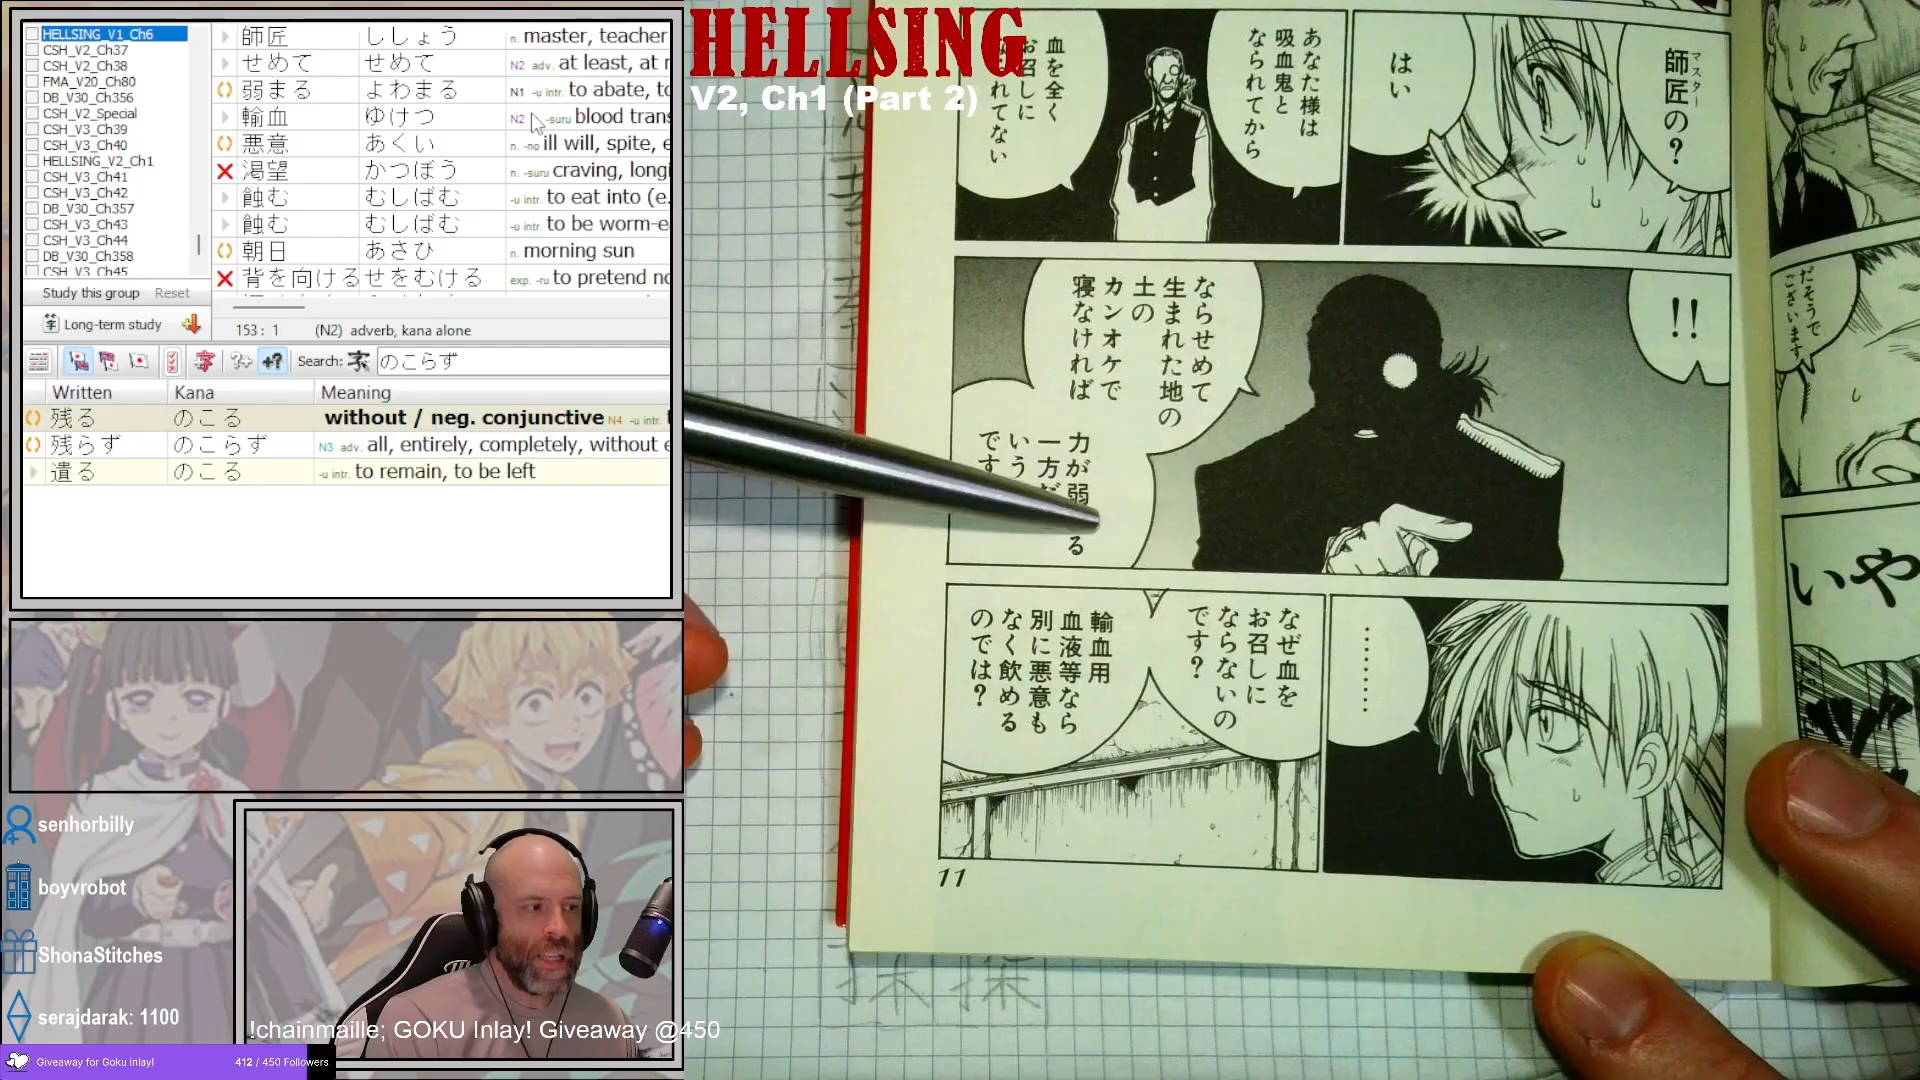 HELLSING_V1_Ch6
CSH_V2_Ch37
CSH_V2_Ch38
FMA_V20_Ch80
DB_V30_Ch356
CSH_V2_Special
CSH_V3_Ch39
CSH_V3_Ch40
HELLSING_V2_Ch1
CSH_V3_Ch41
CSH_V3_Ch42
DB_V30_Ch357
CSH_V3_Ch43
CSH_V3_Ch44
DB_V30_Ch358
CSH_V3_Ch45
Study this group Reset
Long-term study
師匠 ししょう n. master, teacher
せめて せめて N2 adv. at least, at
弱まる よわまる N1 -u intr. to abate,
輸血 ゆけつ N2 -suru blood trans
悪意 あくい n. -no ill will, spite,
渇望 かつぼう n. -suru craving, longi
蝕む むしばむ -u intr. to eat into (e.
蝕む むしばむ -u intr. to be worm-e
朝日 あさひ n. morning sun
背を向ける せをむける exp. -ru to pretend
153: 1 (N2) adverb, kana alone
Search: のこらず
Written Kana Meaning
残る のこる without / neg. conjunctive N4 -u intr.
残らず のこらず N3 adv. all, entirely, completely, without
遺る のこる -u intr. to remain, to be left
senhorbilly
boyvrobot
ShonaStitches
serajdarak: 1100
!chainmaille; GOKU Inlay! Giveaway @450
Giveaway for Goku inlay! 412 / 450 Followers
HELLSING
V2, Ch1 (Part 2)
師匠の?
マスター
はい
あなた様は
吸血鬼と
なられてから
血を全く
お召しに
れてない
!!
ならせめて
生まれた地の
土の
カンオケで
寝なければ
力が弱る
一方だ
いう
です
………
なぜ血を
お召しに
ならないの
です?
輸血用
血液等なら
別に悪意も
なく飲める
のでは?
11
だそうで
ございます
いや